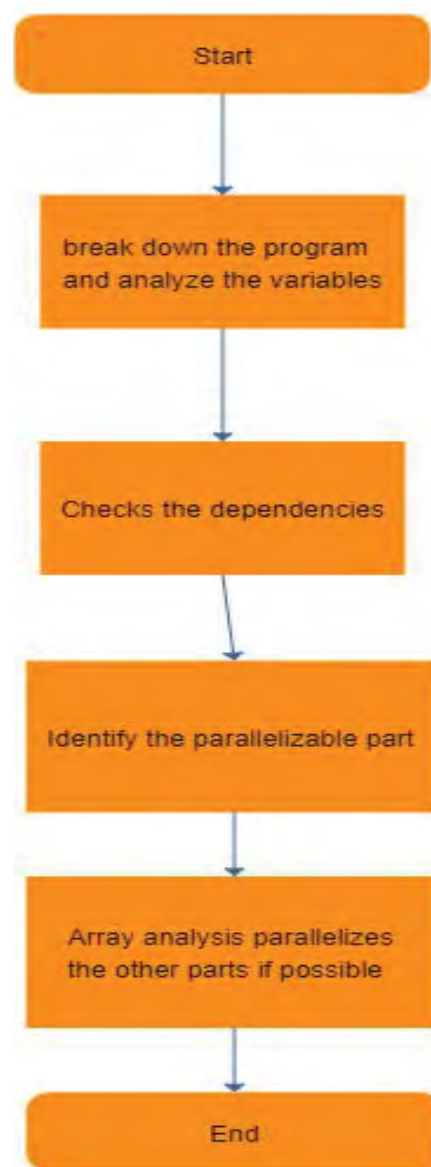 Start
break down the program
and analyze the variables
Checks the dependencies
Identify the parallelizable part
Array analysis parallelizes
the other parts if possible
End